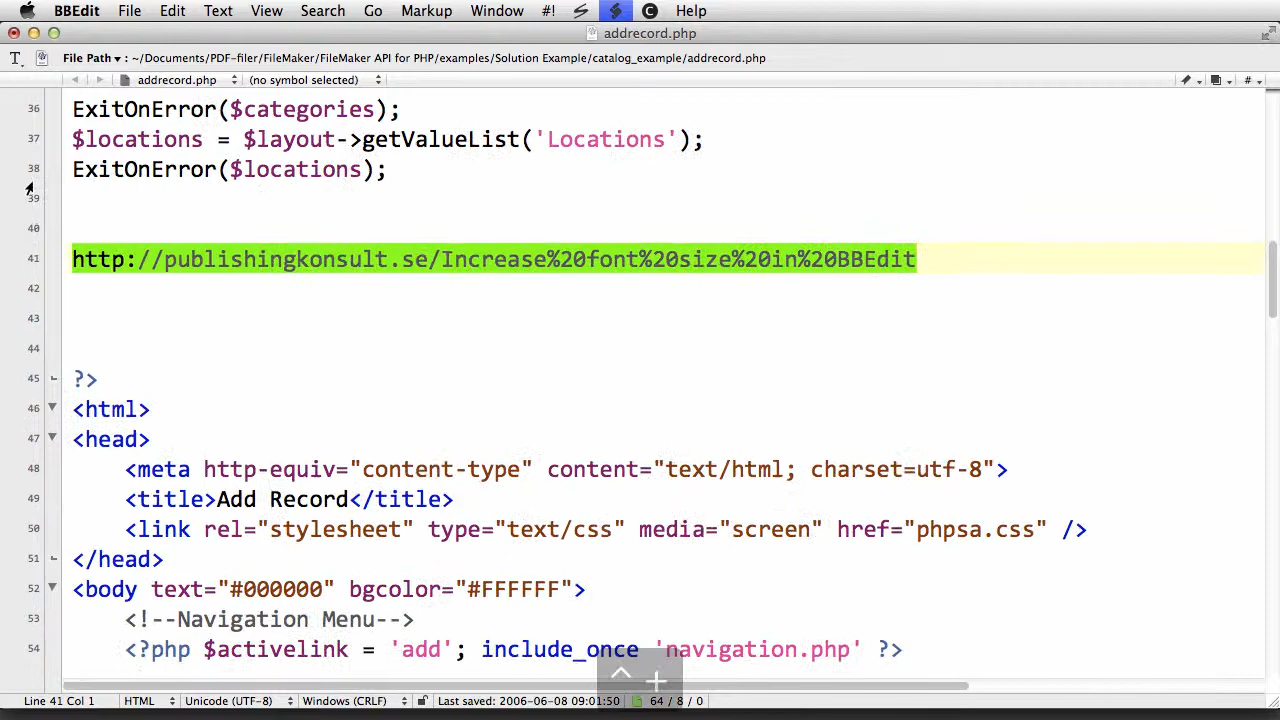 BBEdit File Edit Text View Search Go Markup Window #! Help
addrecord.php
File Path ▾ : ~/Documents/PDF-filer/FileMaker/FileMaker API for PHP/examples/Solution Example/catalog_example/addrecord.php
addrecord.php (no symbol selected)
36 ExitOnError($categories);
37 $locations = $layout->getValueList('Locations');
38 ExitOnError($locations);
39
40
41 http://publishingkonsult.se/Increase%20font%20size%20in%20BBEdit
42
43
44
45 ?>
46 <html>
47 <head>
48 <meta http-equiv="content-type" content="text/html; charset=utf-8">
49 <title>Add Record</title>
50 <link rel="stylesheet" type="text/css" media="screen" href="phpsa.css" />
51 </head>
52 <body text="#000000" bgcolor="#FFFFFF">
53 <!--Navigation Menu-->
54 <?php $activelink = 'add'; include_once 'navigation.php' ?>
^ +
Line 41 Col 1 HTML Unicode (UTF-8) Windows (CRLF) Last saved: 2006-06-08 09:01:50 64 / 8 / 0